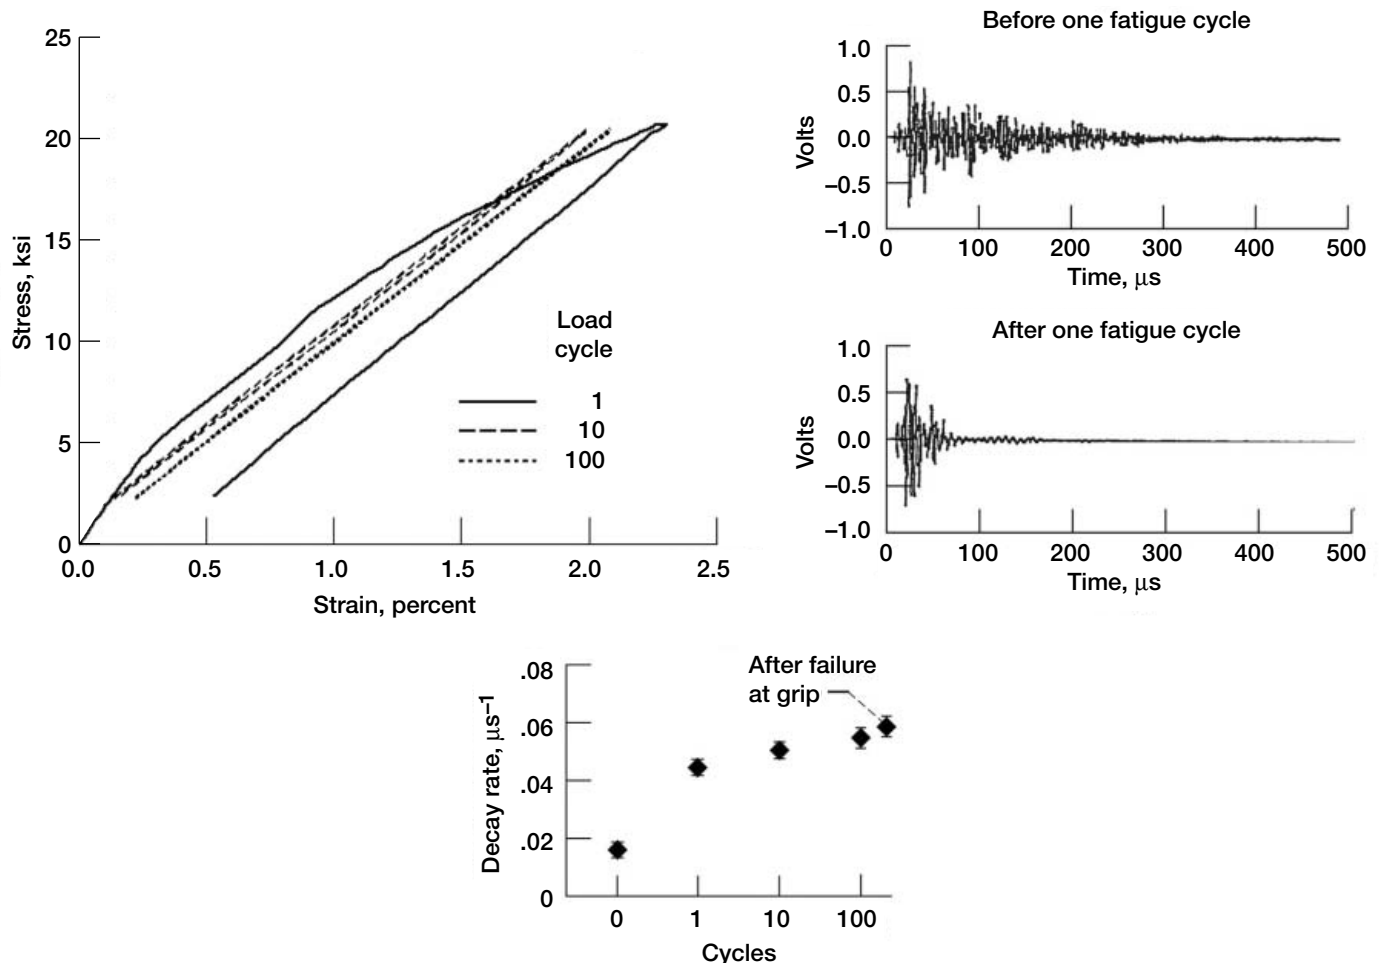 25
20
15
10
5
0
Stress, ksi
0.0 0.5 1.0 1.5 2.0 2.5
Strain, percent
Load
cycle
1
10
100
Before one fatigue cycle
1.0
0.5
0.0
−0.5
−1.0
Volts
0 100 200 300 400 500
Time, μs
After one fatigue cycle
1.0
0.5
0.0
−0.5
−1.0
Volts
0 100 200 300 400 500
Time, μs
.08
.06
.04
.02
0
Decay rate, μs−1
After failure
at grip
0 1 10 100
Cycles